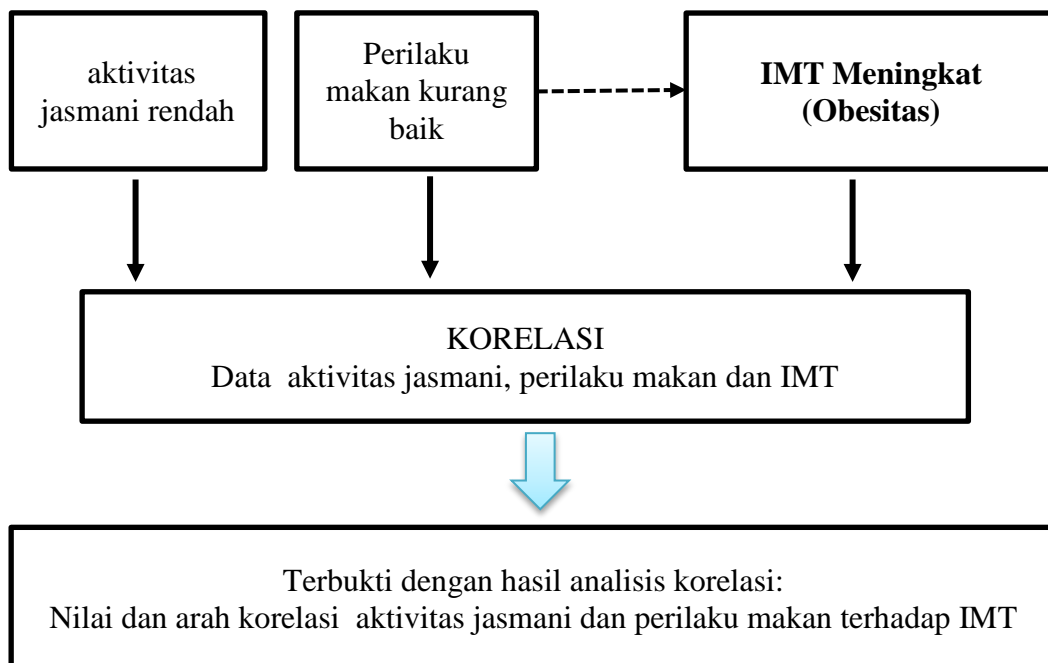 aktivitas
jasmani rendah
Perilaku
makan kurang
baik
IMT Meningkat
(Obesitas)
KORELASI
Data  aktivitas jasmani, perilaku makan dan IMT
Terbukti dengan hasil analisis korelasi:
Nilai dan arah korelasi  aktivitas jasmani dan perilaku makan terhadap IMT